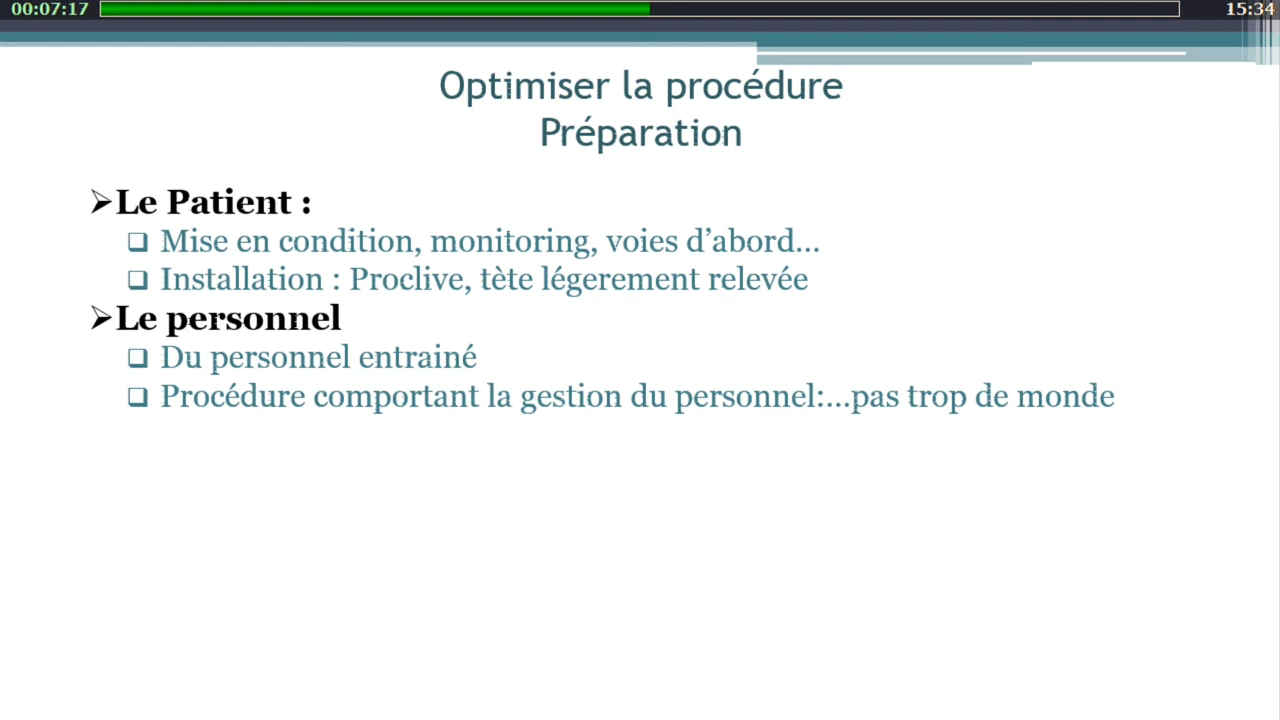 00:07:17
15:34
Optimiser la procédure
Préparation
➢Le Patient :
❑ Mise en condition, monitoring, voies d’abord…
❑ Installation : Proclive, tète légerement relevée
➢Le personnel
❑ Du personnel entrainé
❑ Procédure comportant la gestion du personnel:…pas trop de monde